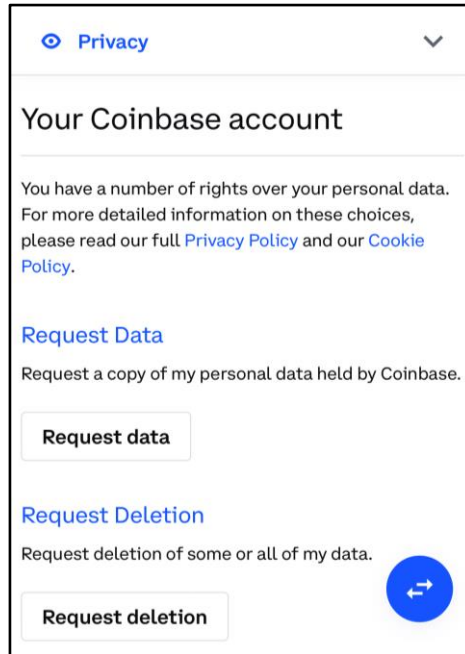 Privacy
Your Coinbase account
You have a number of rights over your personal data.
For more detailed information on these choices,
please read our full Privacy Policy and our Cookie
Policy.
Request Data
Request a copy of my personal data held by Coinbase.
Request data
Request Deletion
Request deletion of some or all of my data.
Request deletion